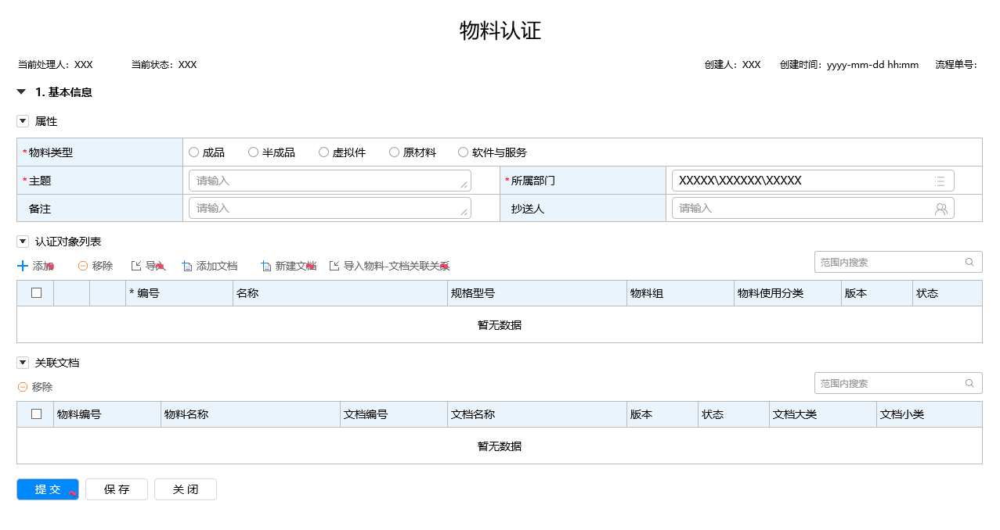 物料认证
当前处理人：XXX 当前状态：XXX 创建人：XXX 创建时间：yyyy-mm-dd hh:mm 流程单号：
1. 基本信息
属性
*物料类型 成品 半成品 虚拟件 原材料 软件与服务
*主题 请输入 *所属部门 XXXXX\XXXXXX\XXXXX
备注 请输入 抄送人 请输入
认证对象列表
添加 移除 导入 添加文档 新建文档 导入物料-文档关联关系 范围内搜索
* 编号 名称 规格型号 物料组 物料使用分类 版本 状态
暂无数据
关联文档
移除 范围内搜索
物料编号 物料名称 文档编号 文档名称 版本 状态 文档大类 文档小类
暂无数据
提 交 保 存 关 闭